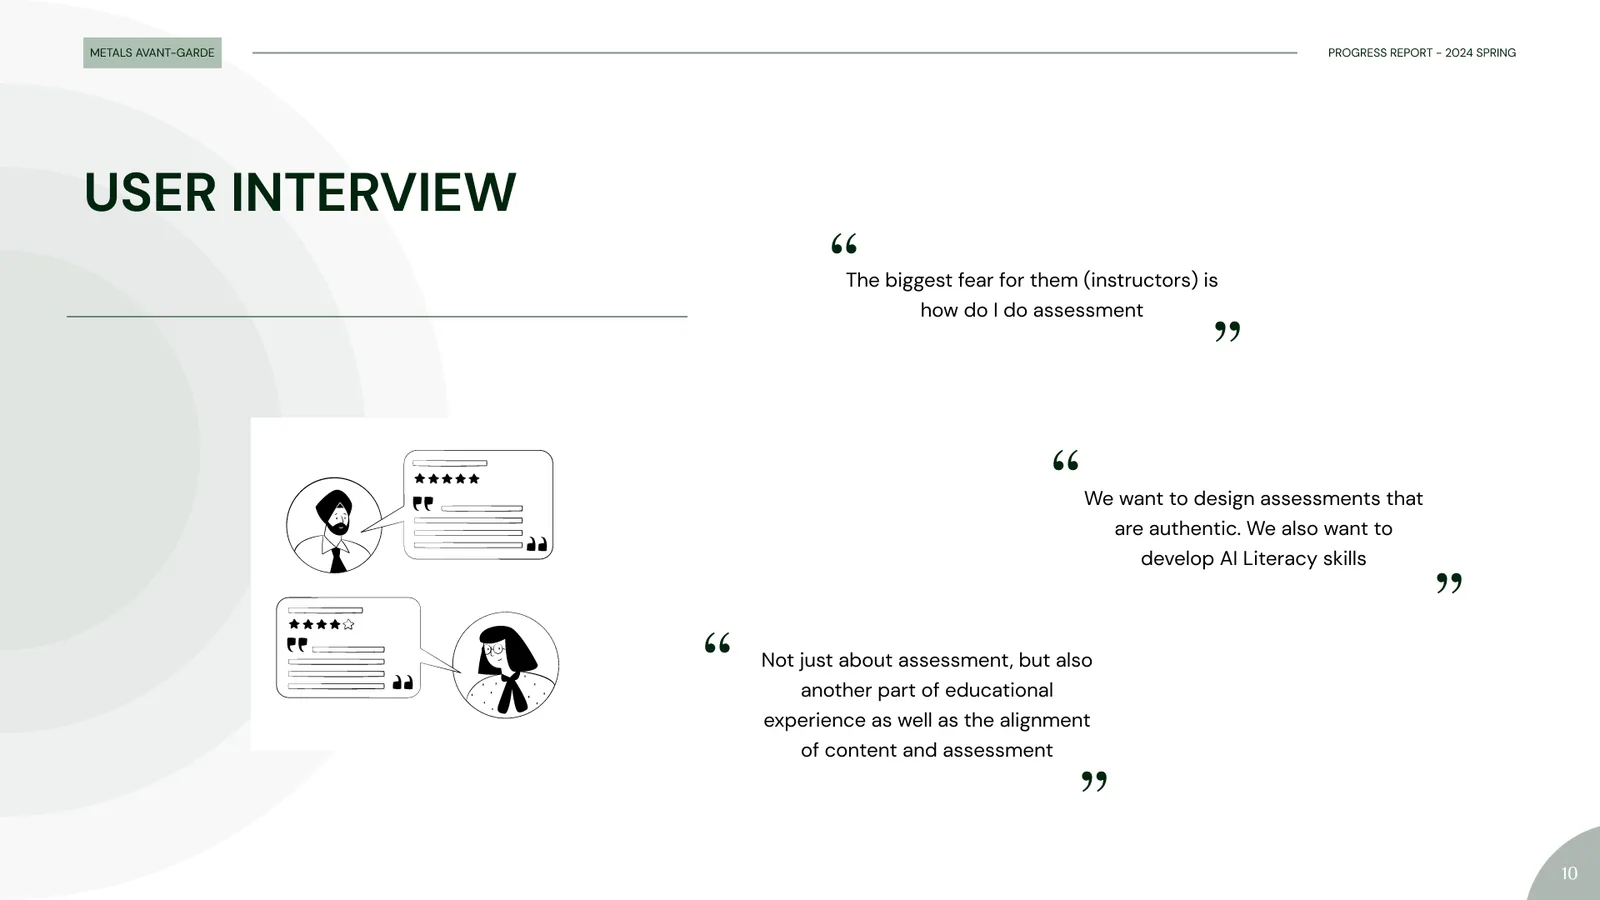 METALS AVANT-GARDE
PROGRESS REPORT - 2024 SPRING
USER INTERVIEW
“
The biggest fear for them (instructors) is
how do I do assessment
”
“
We want to design assessments that
are authentic. We also want to
develop AI Literacy skills
”
“
Not just about assessment, but also
another part of educational
experience as well as the alignment
of content and assessment
”
10